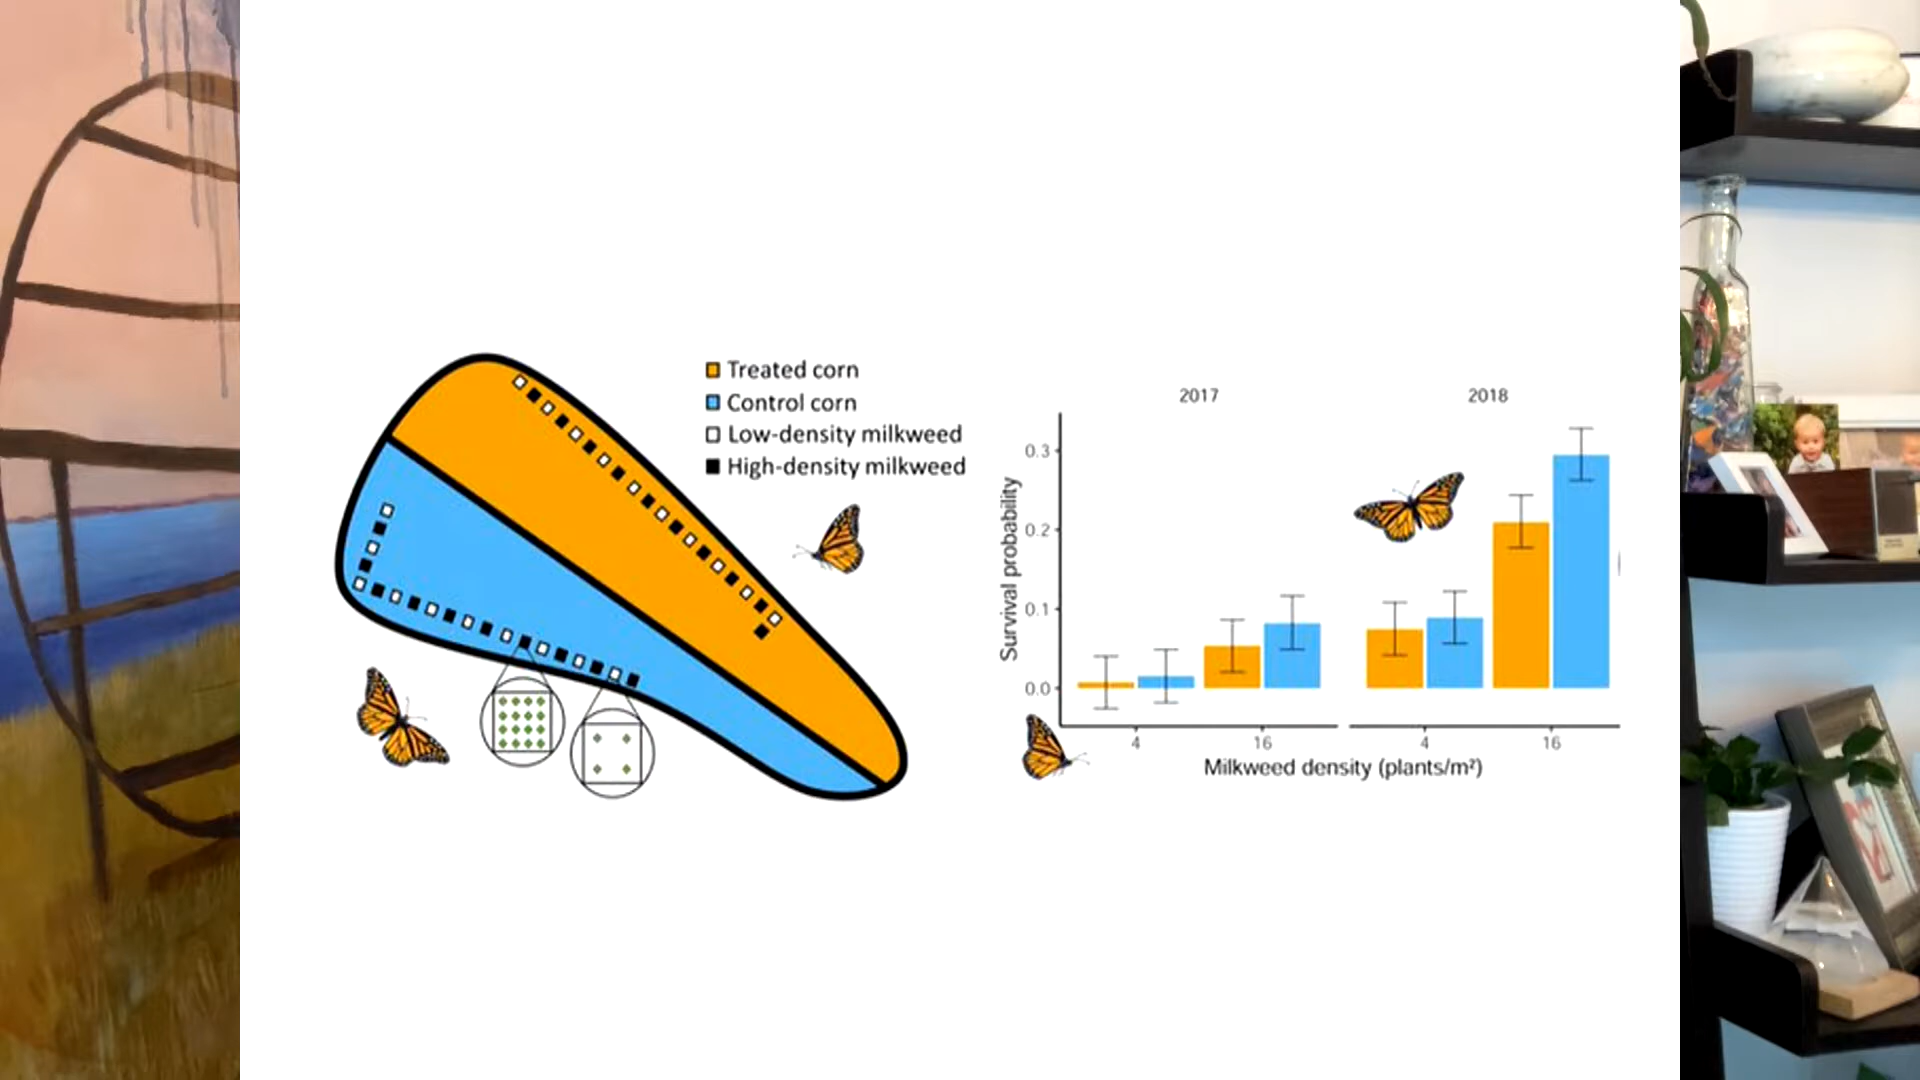 Treated corn
Control corn
Low-density milkweed
High-density milkweed
2017
2018
Survival probability
0.3
0.2
0.1
0.0
4
16
4
16
Milkweed density (plants/m²)